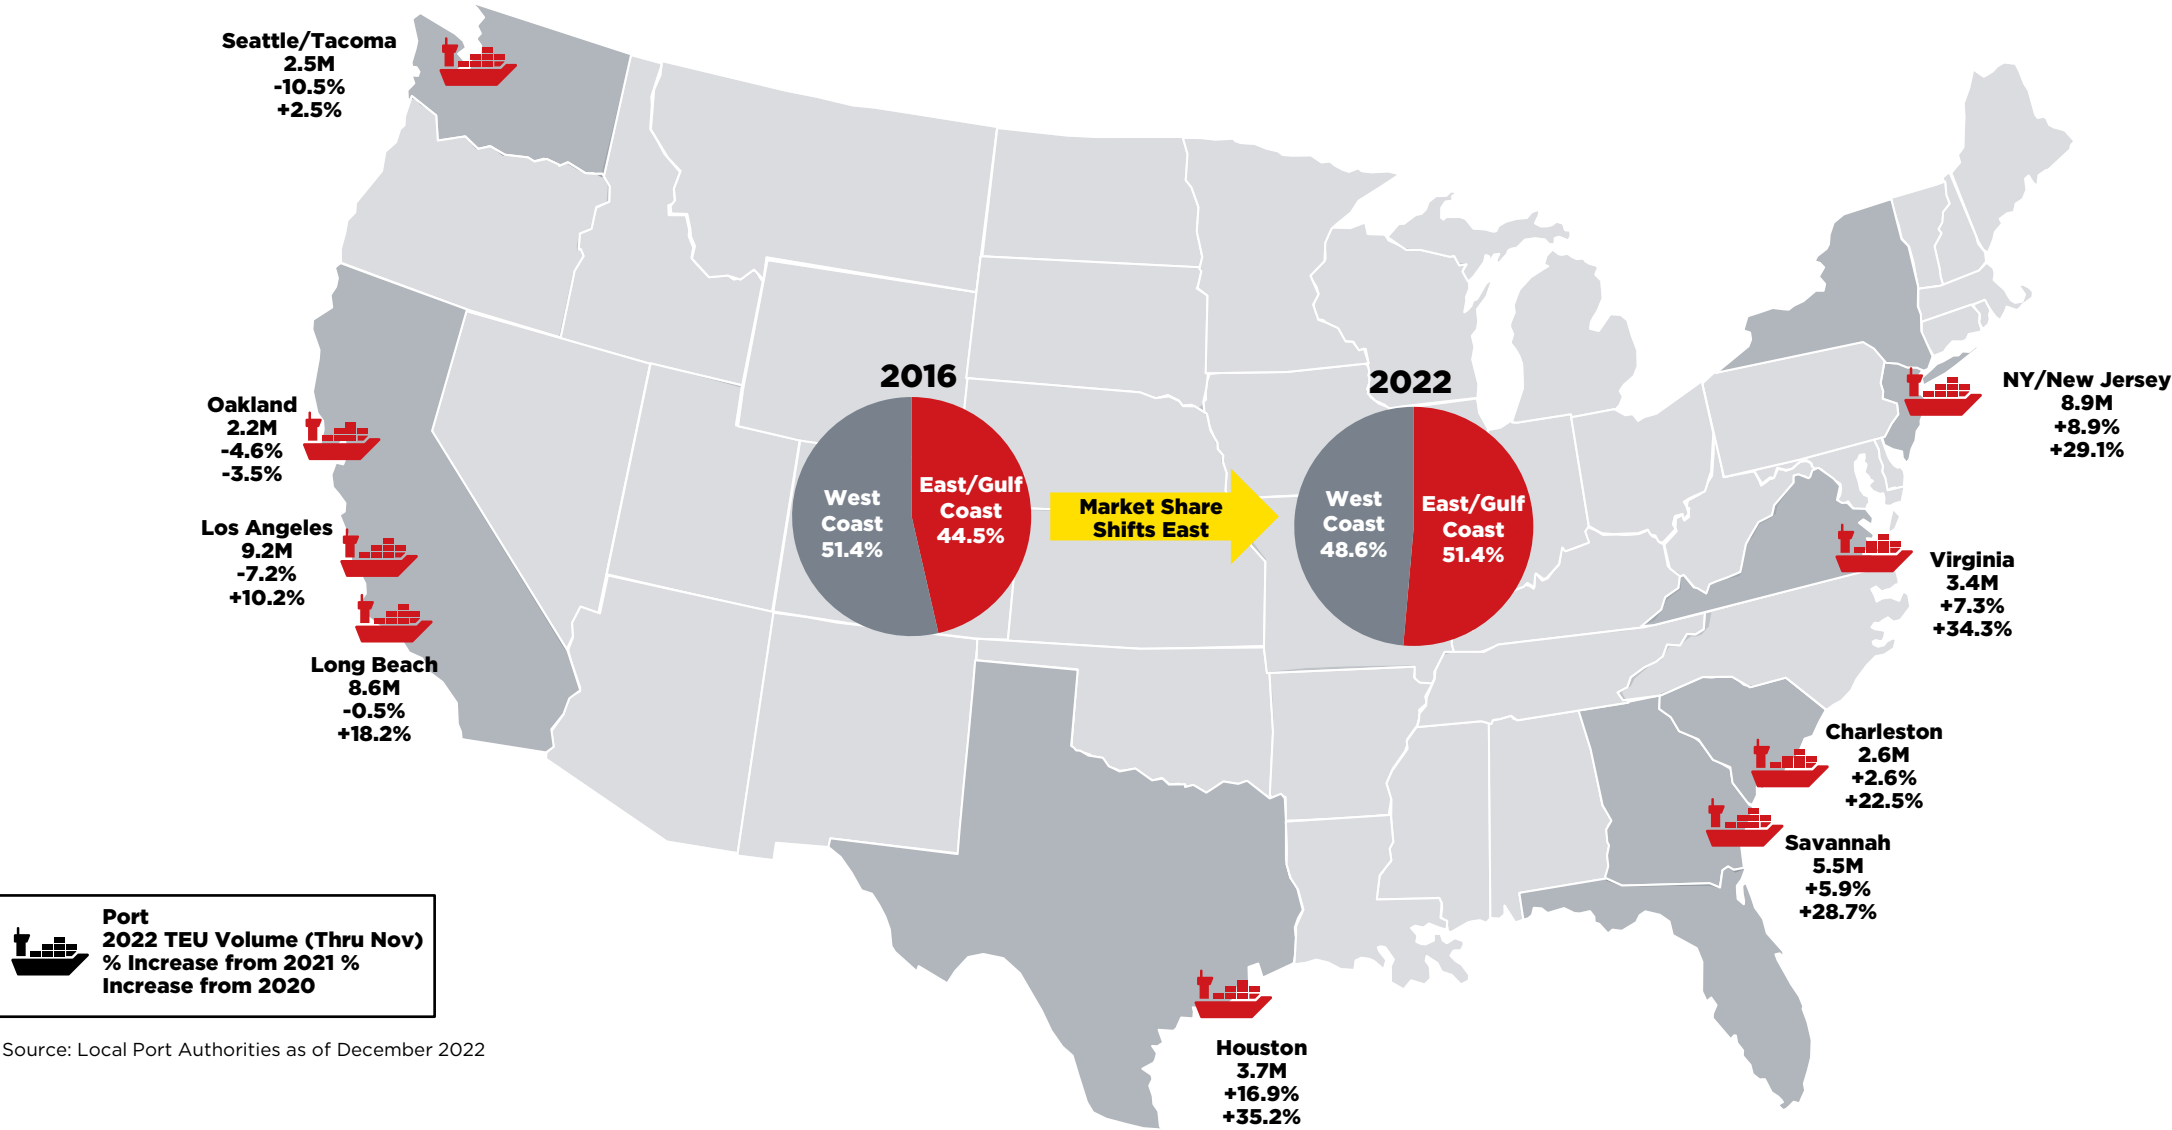 Seattle/Tacoma
2.5M
-10.5%
+2.5%
Oakland
2.2M
-4.6%
-3.5%
Los Angeles
9.2M
-7.2%
+10.2%
Long Beach
8.6M
-0.5%
+18.2%
2016
West
Coast
51.4%
East/Gulf
Coast
44.5%
Market Share
Shifts East
2022
West
Coast
48.6%
East/Gulf
Coast
51.4%
NY/New Jersey
8.9M
+8.9%
+29.1%
Virginia
3.4M
+7.3%
+34.3%
Charleston
2.6M
+2.6%
+22.5%
Savannah
5.5M
+5.9%
+28.7%
Houston
3.7M
+16.9%
+35.2%
Port
2022 TEU Volume (Thru Nov)
% Increase from 2021 %
Increase from 2020
Source: Local Port Authorities as of December 2022